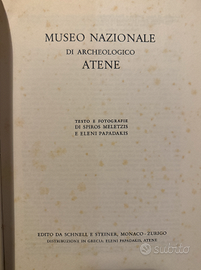 MUSEO NAZIONALE
DI ARCHEOLOGICO
ATENE
TESTO E FOTOGRAFIE
DI SPIROS MELETZIS
E ELENI PAPADAKIS
EDITO DA SCHNELL E STEINER, MONACO - ZURIGO
DISTRIBUZIONE IN GRECIA: ELENI PAPADAKIS, ATENE
subito